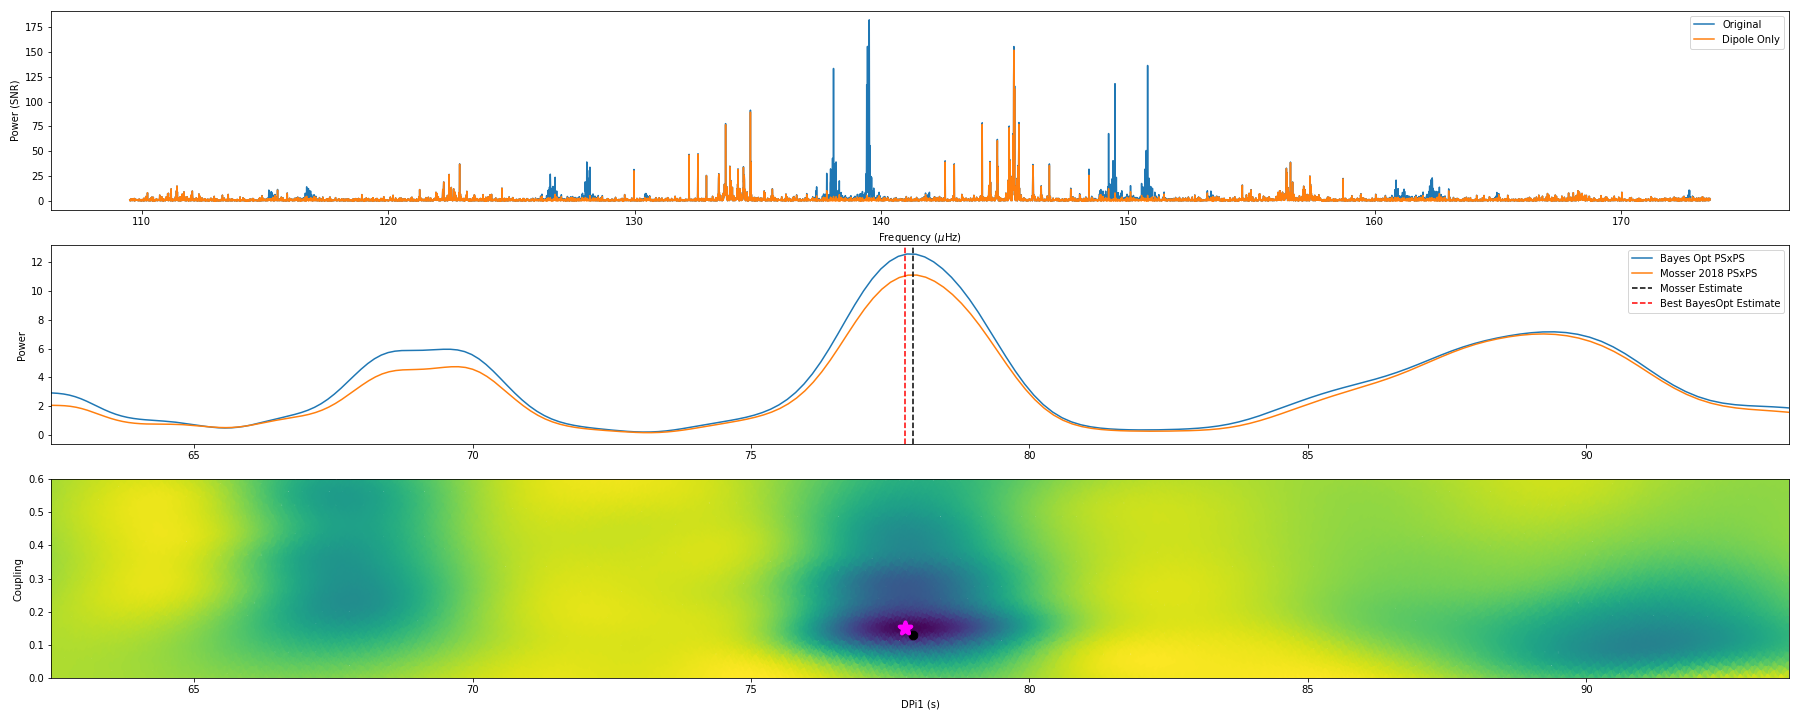 175
150
125
100
75
50
25
0
Power (SNR)
Original
Dipole Only
110 120 130 140 150 160 170
Frequency (μHz)
12
10
8
6
4
2
0
Power
Bayes Opt PSxPS
Mosser 2018 PSxPS
Mosser Estimate
Best BayesOpt Estimate
65 70 75 80 85 90
0.6
0.5
0.4
0.3
0.2
0.1
0.0
Coupling
65 70 75 80 85 90
DPi1 (s)